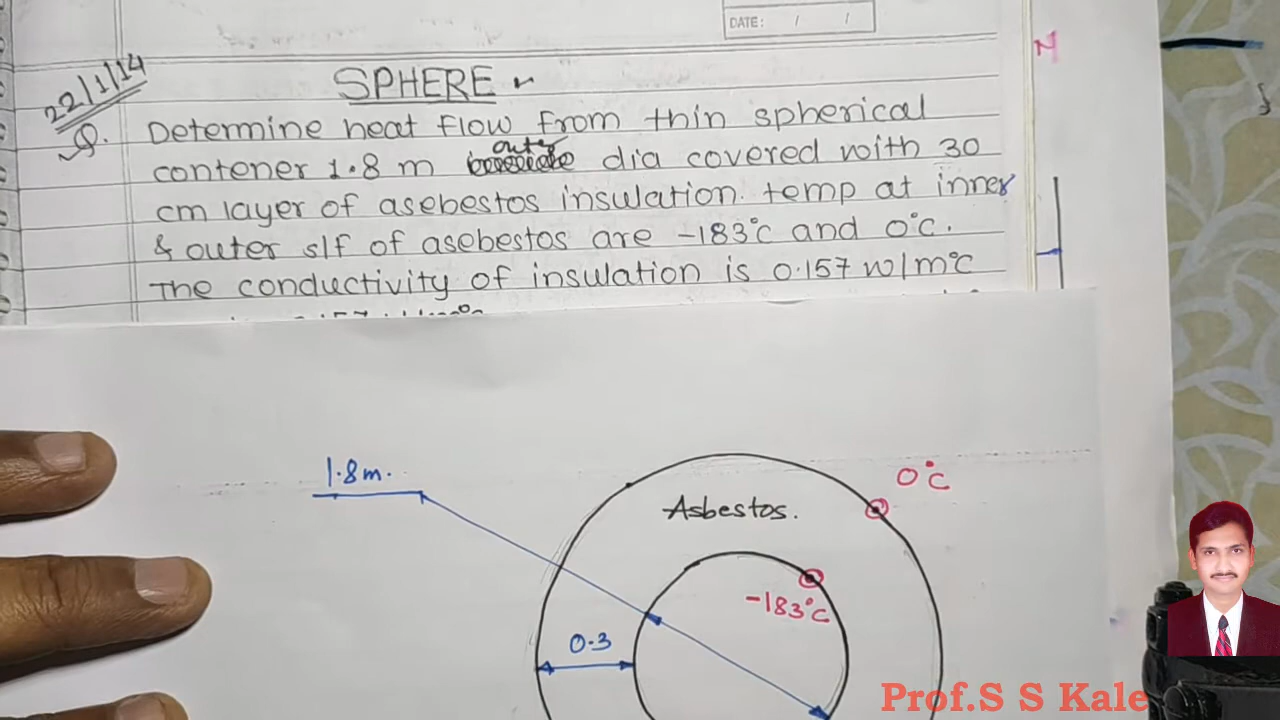 DATE: / /
22/1/14
SPHERE
Q. Determine heat flow from thin spherical
outer
contener 1.8 m dia covered with 30
cm layer of asebestos insulation. temp at inner
& outer s/f of asebestos are -183°C and 0°C.
The conductivity of insulation is 0.157 W/m°C
1.8m.
0°C
Asbestos.
-183°C
0.3
Prof.S S Kale